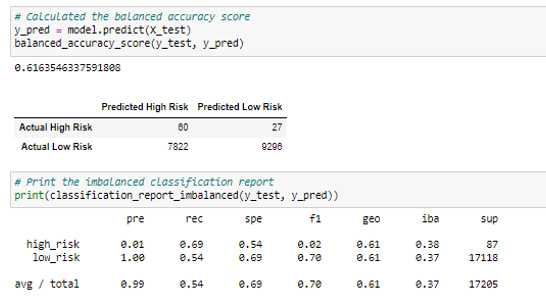 # Calculated the balanced accuracy score
y_pred = model.predict(X_test)
balanced_accuracy_score(y_test, y_pred)
0.6163546337591808
Predicted High Risk Predicted Low Risk
Actual High Risk 60 27
Actual Low Risk 7822 9296
# Print the imbalanced classification report
print(classification_report_imbalanced(y_test, y_pred))
pre rec spe f1 geo iba sup
high_risk 0.01 0.69 0.54 0.02 0.61 0.38 87
low_risk 1.00 0.54 0.69 0.70 0.61 0.37 17118
avg / total 0.99 0.54 0.69 0.70 0.61 0.37 17205